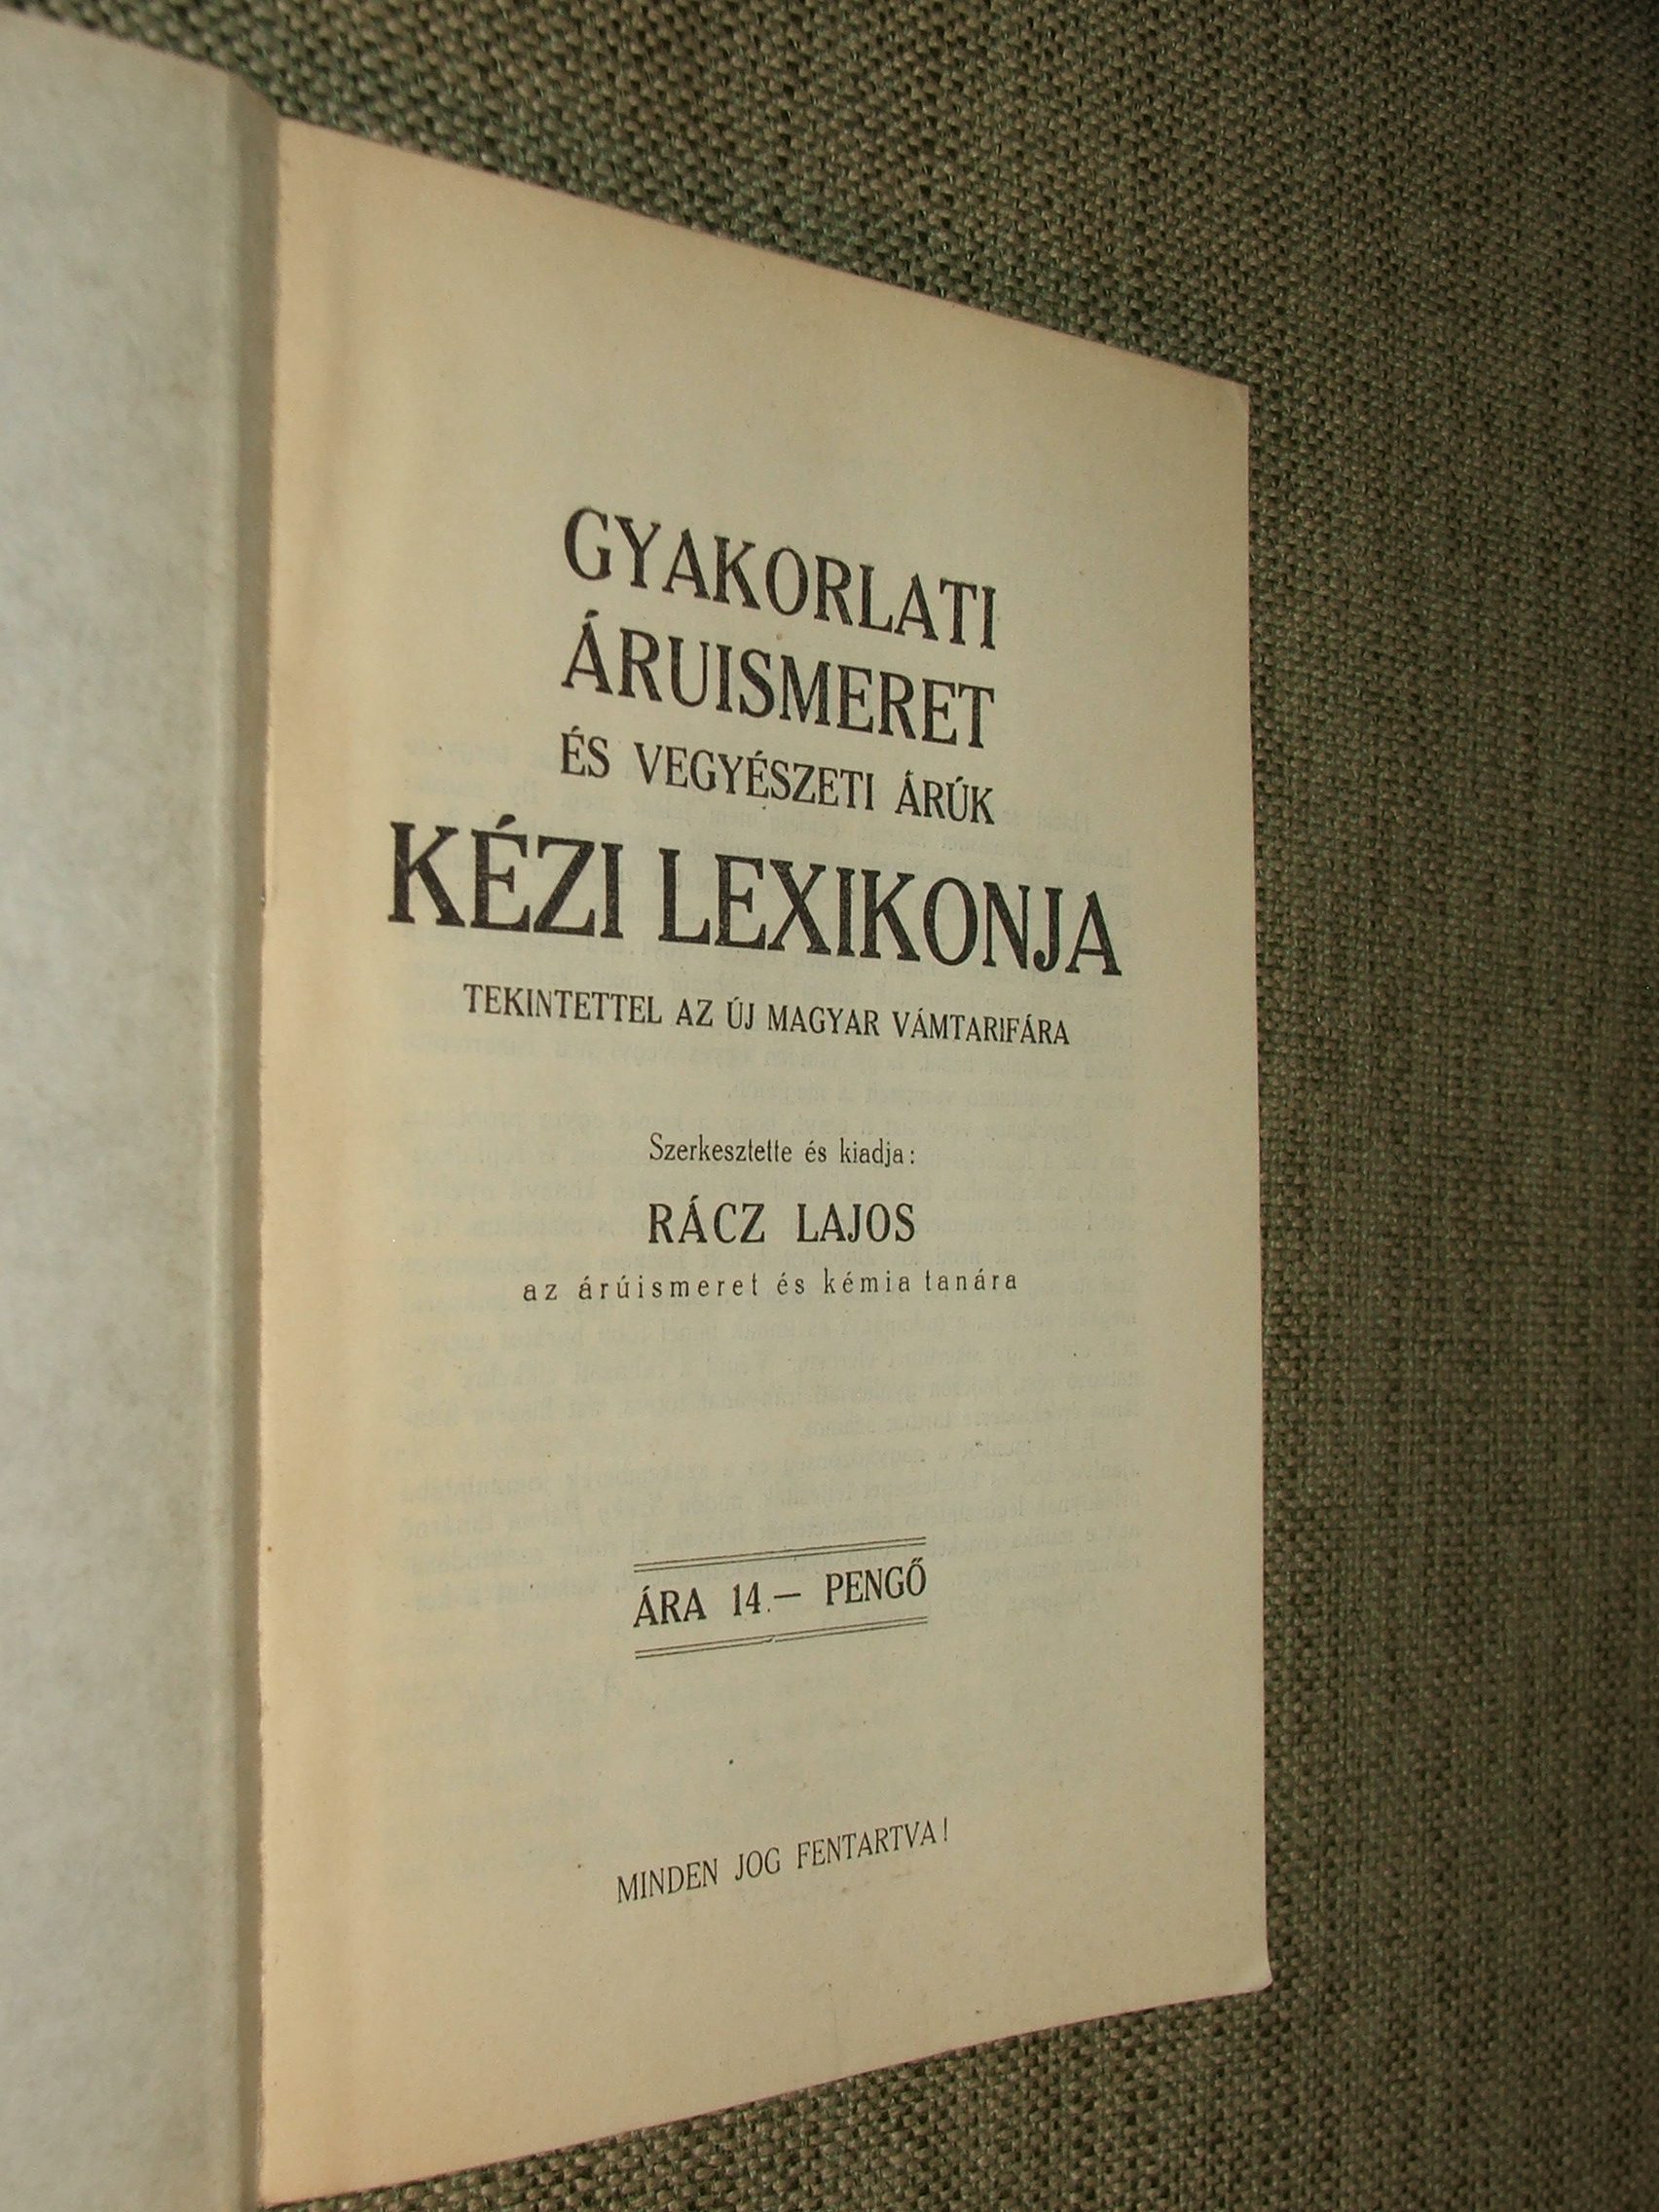 GYAKORLATI
ÁRUISMERET
ÉS VEGYÉSZETI ÁRÚK
KÉZI LEXIKONJA
TEKINTETTEL AZ ÚJ MAGYAR VÁMTARIFÁRA
Szerkesztette és kiadja:
RÁCZ LAJOS
az árúismeret és kémia tanára
ÁRA 14.— PENGŐ
MINDEN JOG FENTARTVA!